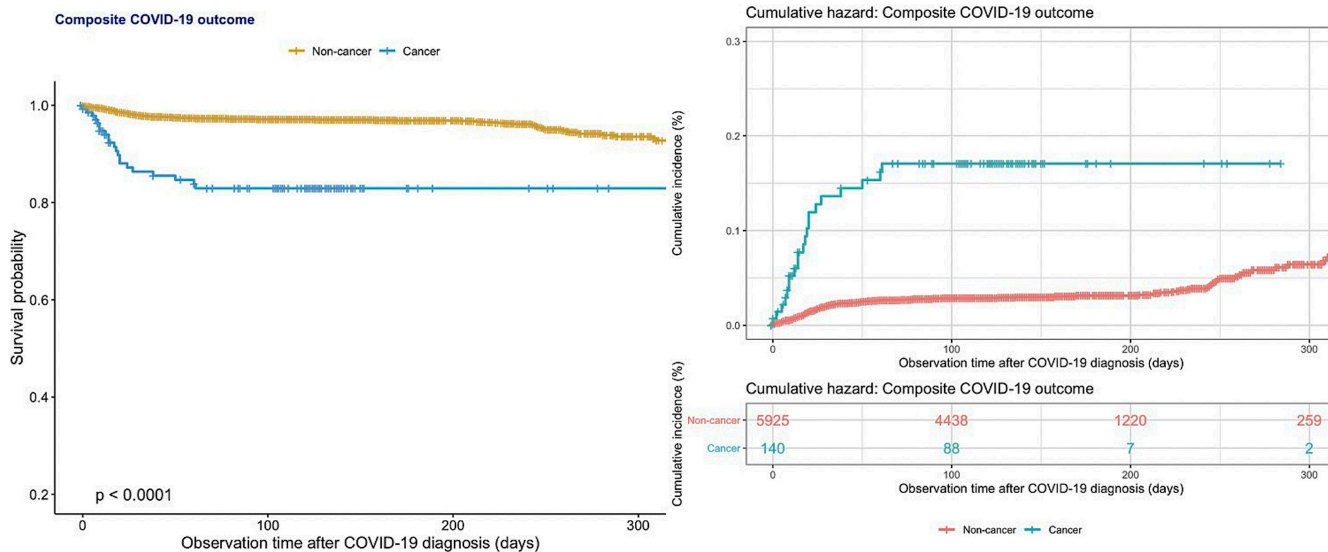 Composite COVID-19 outcome
Non-cancer Cancer
1.0
0.8
0.6
0.4
0.2
Survival probability
p < 0.0001
0 100 200 300
Observation time after COVID-19 diagnosis (days)
Cumulative hazard: Composite COVID-19 outcome
0.3
0.2
0.1
0.0
Cumulative incidence (%)
0 100 200 300
Observation time after COVID-19 diagnosis (days)
Cumulative hazard: Composite COVID-19 outcome
Cumulative incidence (%)
Non-cancer 5925 4438 1220 259
Cancer 140 88 7 2
0 100 200 300
Observation time after COVID-19 diagnosis (days)
Non-cancer Cancer